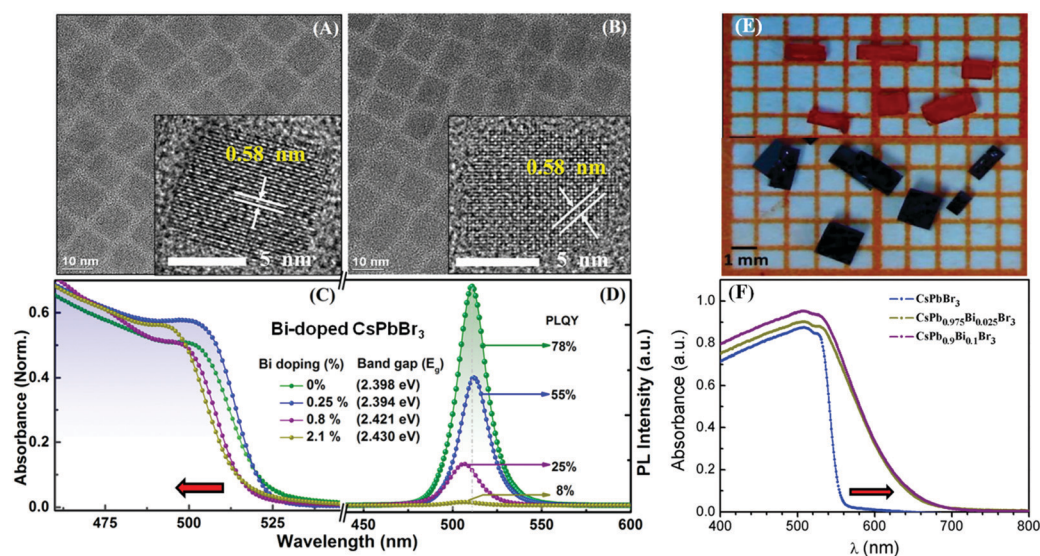 (A)
0.58 nm
5 nm
10 nm
(B)
0.58 nm
5 nm
10 nm
(E)
1 mm
(C)
Absorbance (Norm.)
0.6
0.4
0.2
0.0
475
500
525
Bi-doped CsPbBr₃
Bi doping (%) Band gap (Eg)
0% (2.398 eV)
0.25 % (2.394 eV)
0.8 % (2.421 eV)
2.1 % (2.430 eV)
(D)
PLQY
78%
55%
25%
8%
PL Intensity (a.u.)
450
500
550
600
Wavelength (nm)
(F)
Absorbance (a.u.)
1.0
0.8
0.6
0.4
0.2
0.0
CsPbBr₃
CsPb₀.₉₇₅Bi₀.₀₂₅Br₃
CsPb₀.₉Bi₀.₁Br₃
400
500
600
700
800
λ (nm)